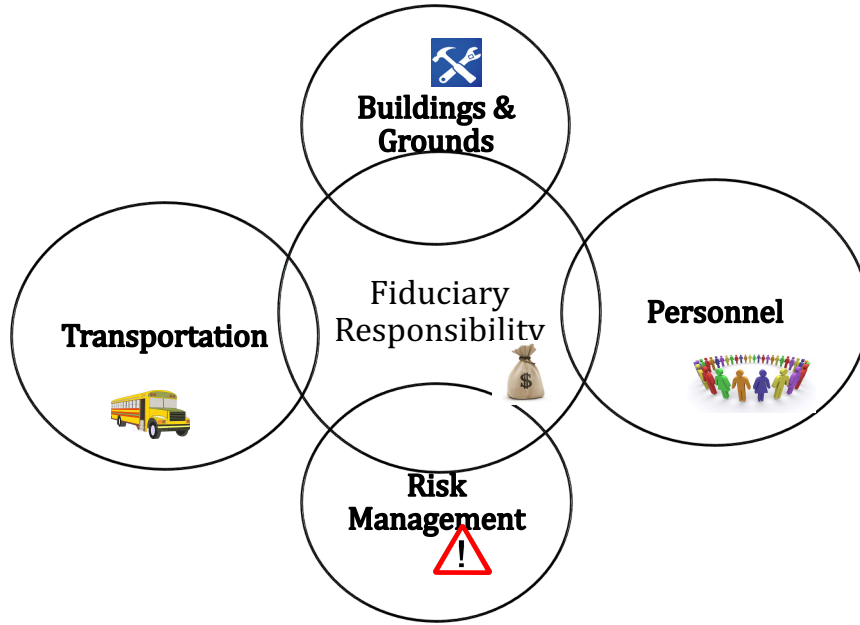 Buildings &
Grounds
Fiduciary
Responsibility
Transportation
Personnel
$
Risk
Management
!